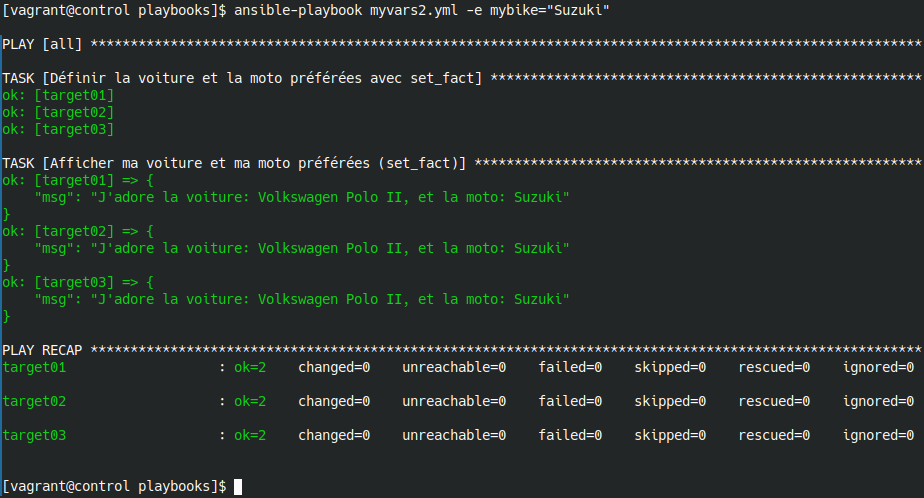 [vagrant@control playbooks]$ ansible-playbook myvars2.yml -e mybike="Suzuki"
PLAY [all] ********************************************************************************************************
TASK [Définir la voiture et la moto préférées avec set_fact] ******************************************************
ok: [target01]
ok: [target02]
ok: [target03]
TASK [Afficher ma voiture et ma moto préférées (set_fact)] ********************************************************
ok: [target01] => {
    "msg": "J'adore la voiture: Volkswagen Polo II, et la moto: Suzuki"
}
ok: [target02] => {
    "msg": "J'adore la voiture: Volkswagen Polo II, et la moto: Suzuki"
}
ok: [target03] => {
    "msg": "J'adore la voiture: Volkswagen Polo II, et la moto: Suzuki"
}
PLAY RECAP ********************************************************************************************************
target01                   : ok=2    changed=0    unreachable=0    failed=0    skipped=0    rescued=0    ignored=0
target02                   : ok=2    changed=0    unreachable=0    failed=0    skipped=0    rescued=0    ignored=0
target03                   : ok=2    changed=0    unreachable=0    failed=0    skipped=0    rescued=0    ignored=0
[vagrant@control playbooks]$